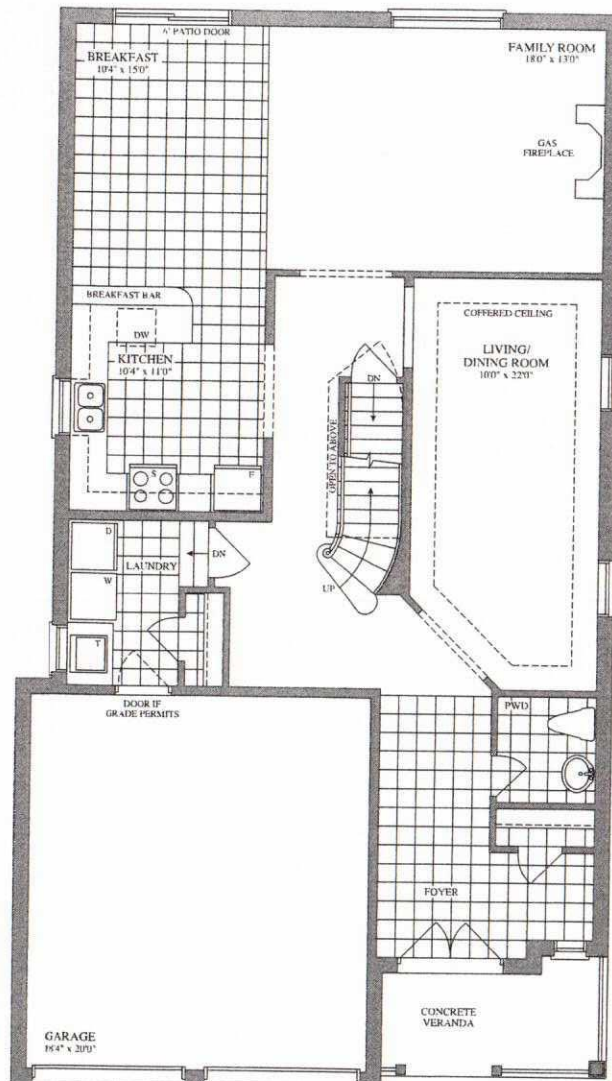 6' PATIO DOOR
BREAKFAST
10'4" x 15'0"
FAMILY ROOM
18'0" x 13'0"
GAS
FIREPLACE
BREAKFAST BAR
DW
KITCHEN
10'4" x 11'0"
S
F
COFFERED CEILING
LIVING/
DINING ROOM
10'0" x 22'0"
DN
OPEN TO ABOVE
UP
D
W
T
LAUNDRY
DN
DOOR IF
GRADE PERMITS
PWD
FOYER
CONCRETE
VERANDA
GARAGE
18'4" x 20'0"